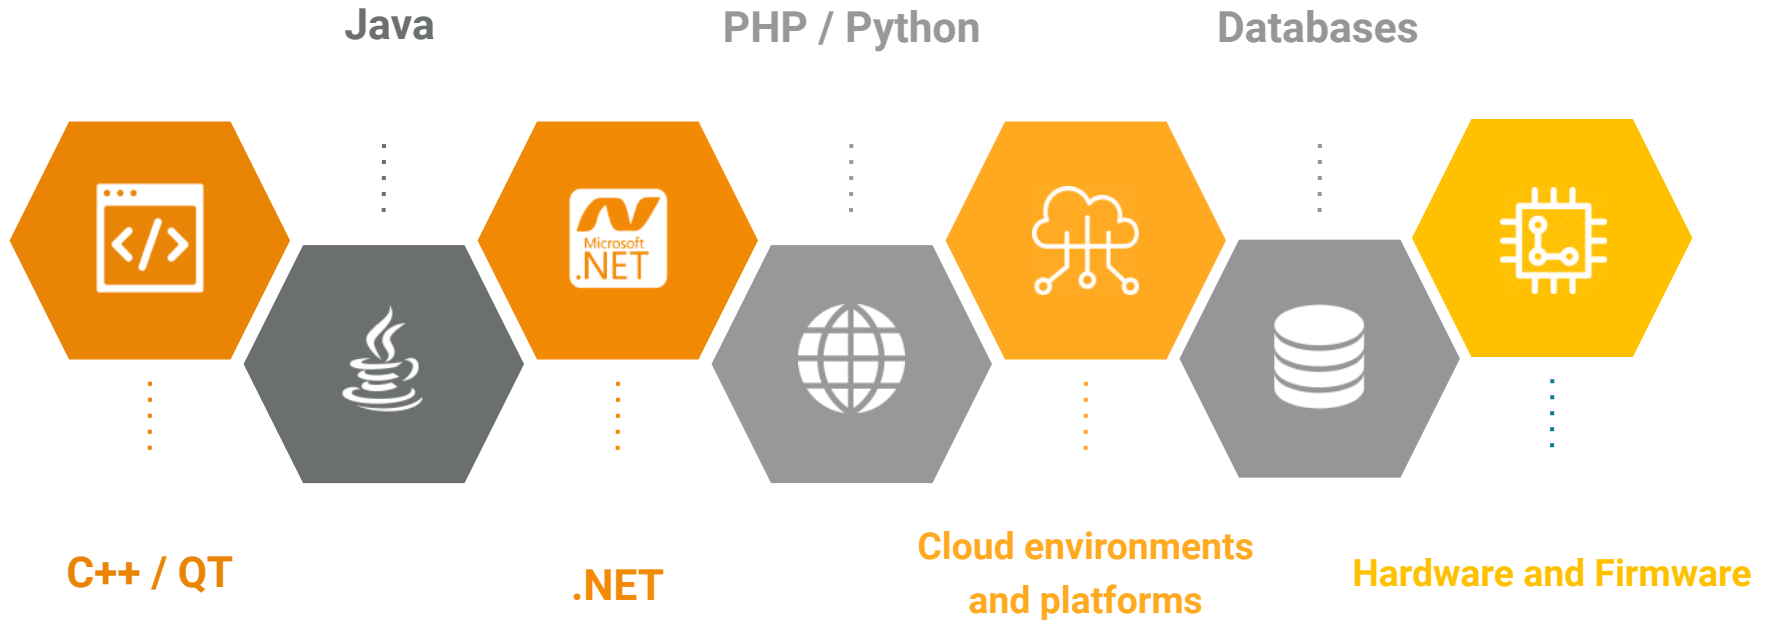 Java
PHP / Python
Databases
</>
Microsoft
.NET
C++ / QT
.NET
Cloud environments
and platforms
Hardware and Firmware